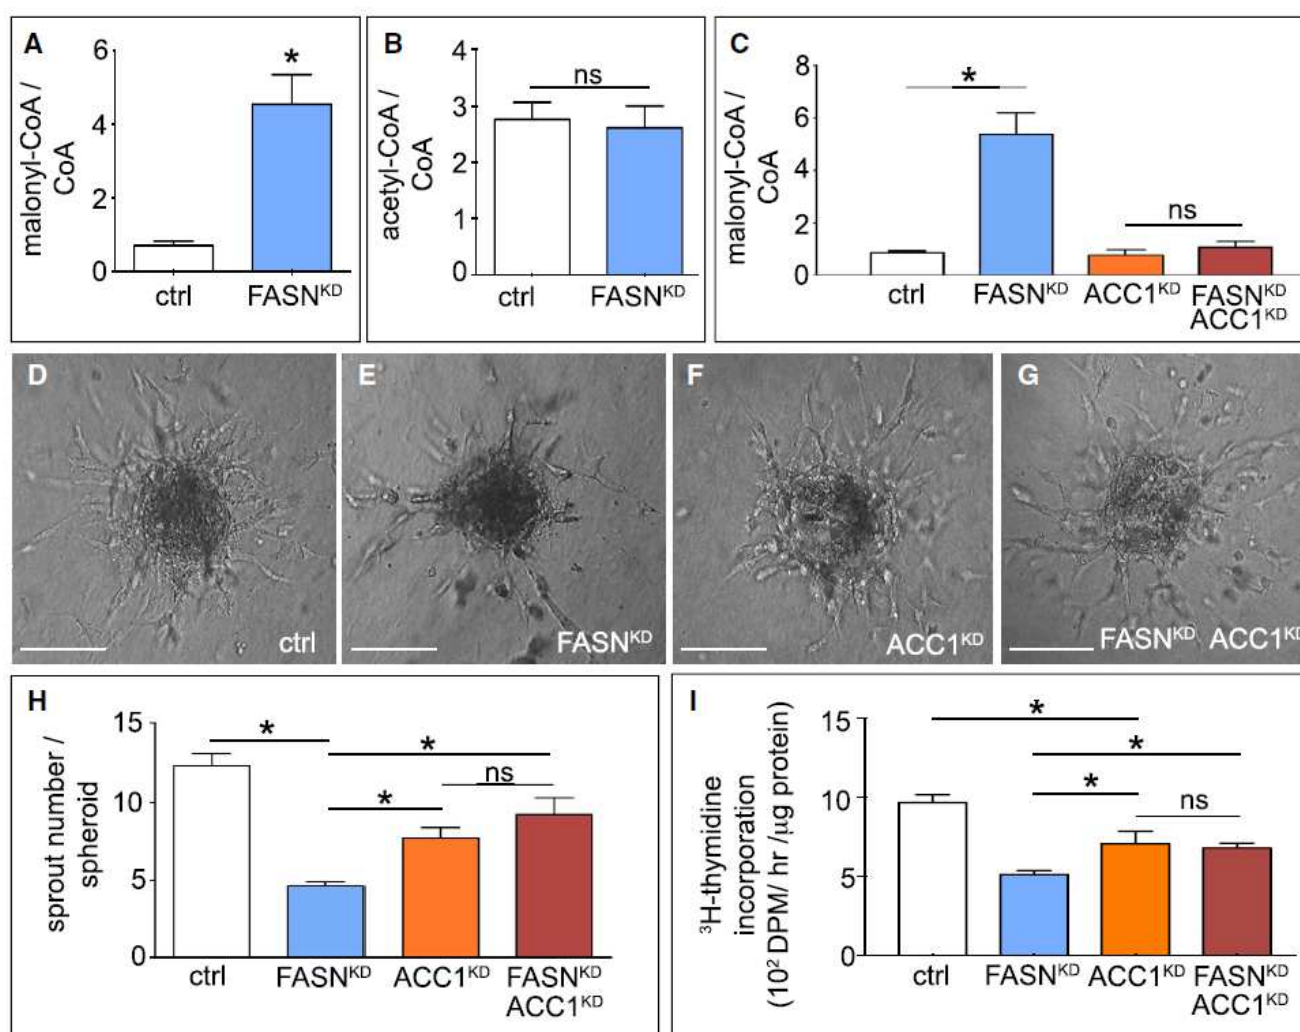 A
malonyl-CoA /
CoA
6
4
2
0
*
ctrl
FASNᴷᴰ
B
acetyl-CoA /
CoA
4
3
2
1
0
ns
ctrl
FASNᴷᴰ
C
malonyl-CoA /
CoA
8
6
4
2
0
*
ns
ctrl
FASNᴷᴰ
ACC1ᴷᴰ
FASNᴷᴰ
ACC1ᴷᴰ
D
ctrl
E
FASNᴷᴰ
F
ACC1ᴷᴰ
G
FASNᴷᴰ ACC1ᴷᴰ
H
sprout number /
spheroid
15
10
5
0
*
*
ns
*
ctrl
FASNᴷᴰ
ACC1ᴷᴰ
FASNᴷᴰ
ACC1ᴷᴰ
I
³H-thymidine
incorporation
(10² DPM/ hr /µg protein)
15
10
5
0
*
*
*
ns
ctrl
FASNᴷᴰ
ACC1ᴷᴰ
FASNᴷᴰ
ACC1ᴷᴰ